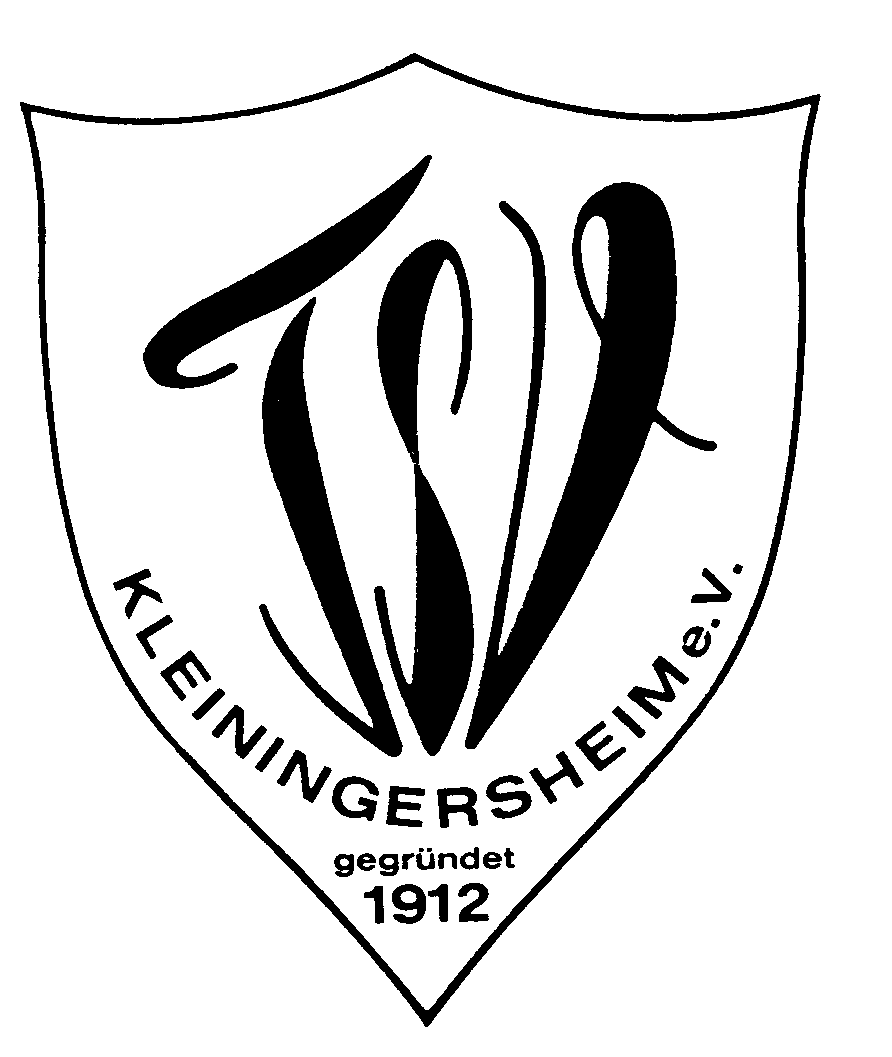 TSV
KLEININGERSHEIM e.V.
gegründet
1912